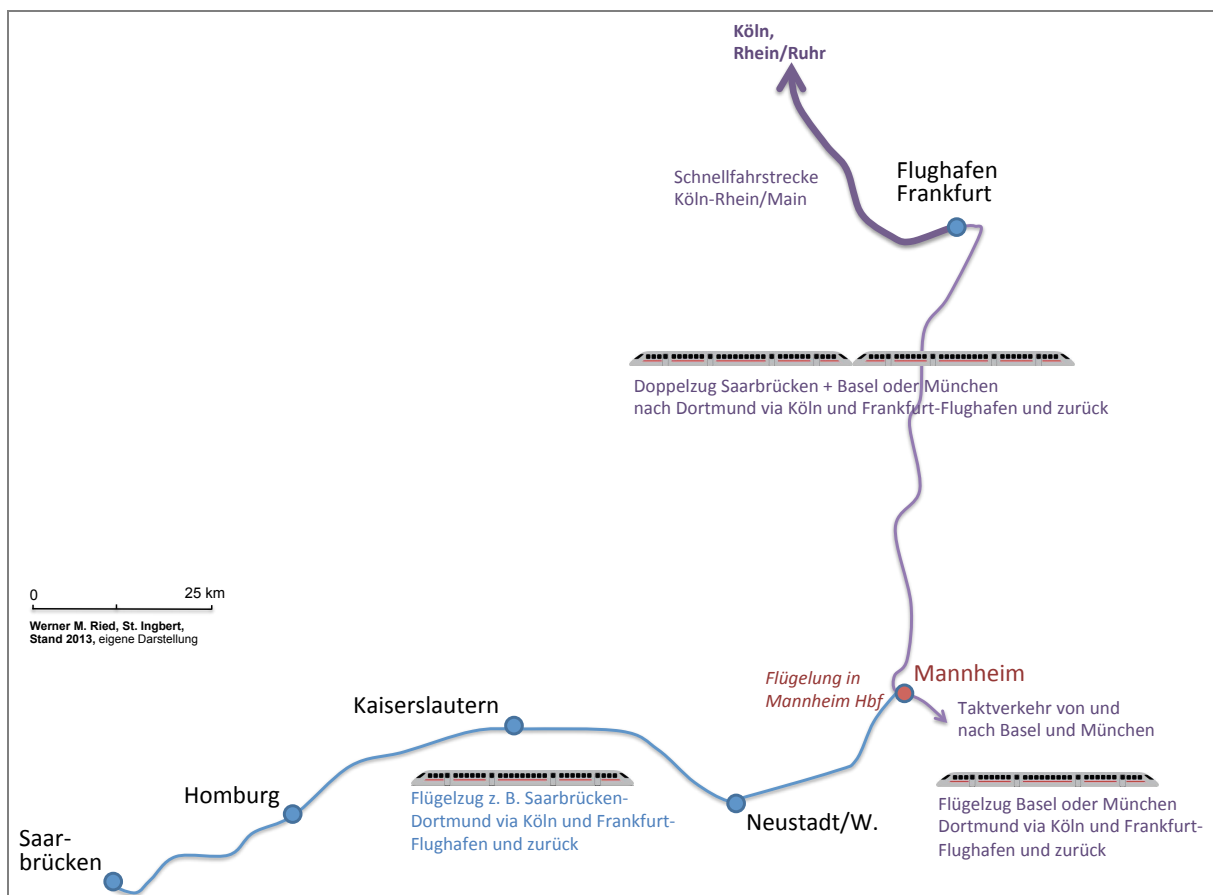 Köln,
Rhein/Ruhr
Schnellfahrstrecke
Köln-Rhein/Main
Flughafen
Frankfurt
Doppelzug Saarbrücken + Basel oder München
nach Dortmund via Köln und Frankfurt-Flughafen und zurück
0 25 km
Werner M. Ried, St. Ingbert,
Stand 2013, eigene Darstellung
Flügelung in
Mannheim Hbf
Mannheim
Taktverkehr von und
nach Basel und München
Kaiserslautern
Homburg
Saar-
brücken
Flügelzug z. B. Saarbrücken-
Dortmund via Köln und Frankfurt-
Flughafen und zurück
Neustadt/W.
Flügelzug Basel oder München
Dortmund via Köln und Frankfurt-
Flughafen und zurück